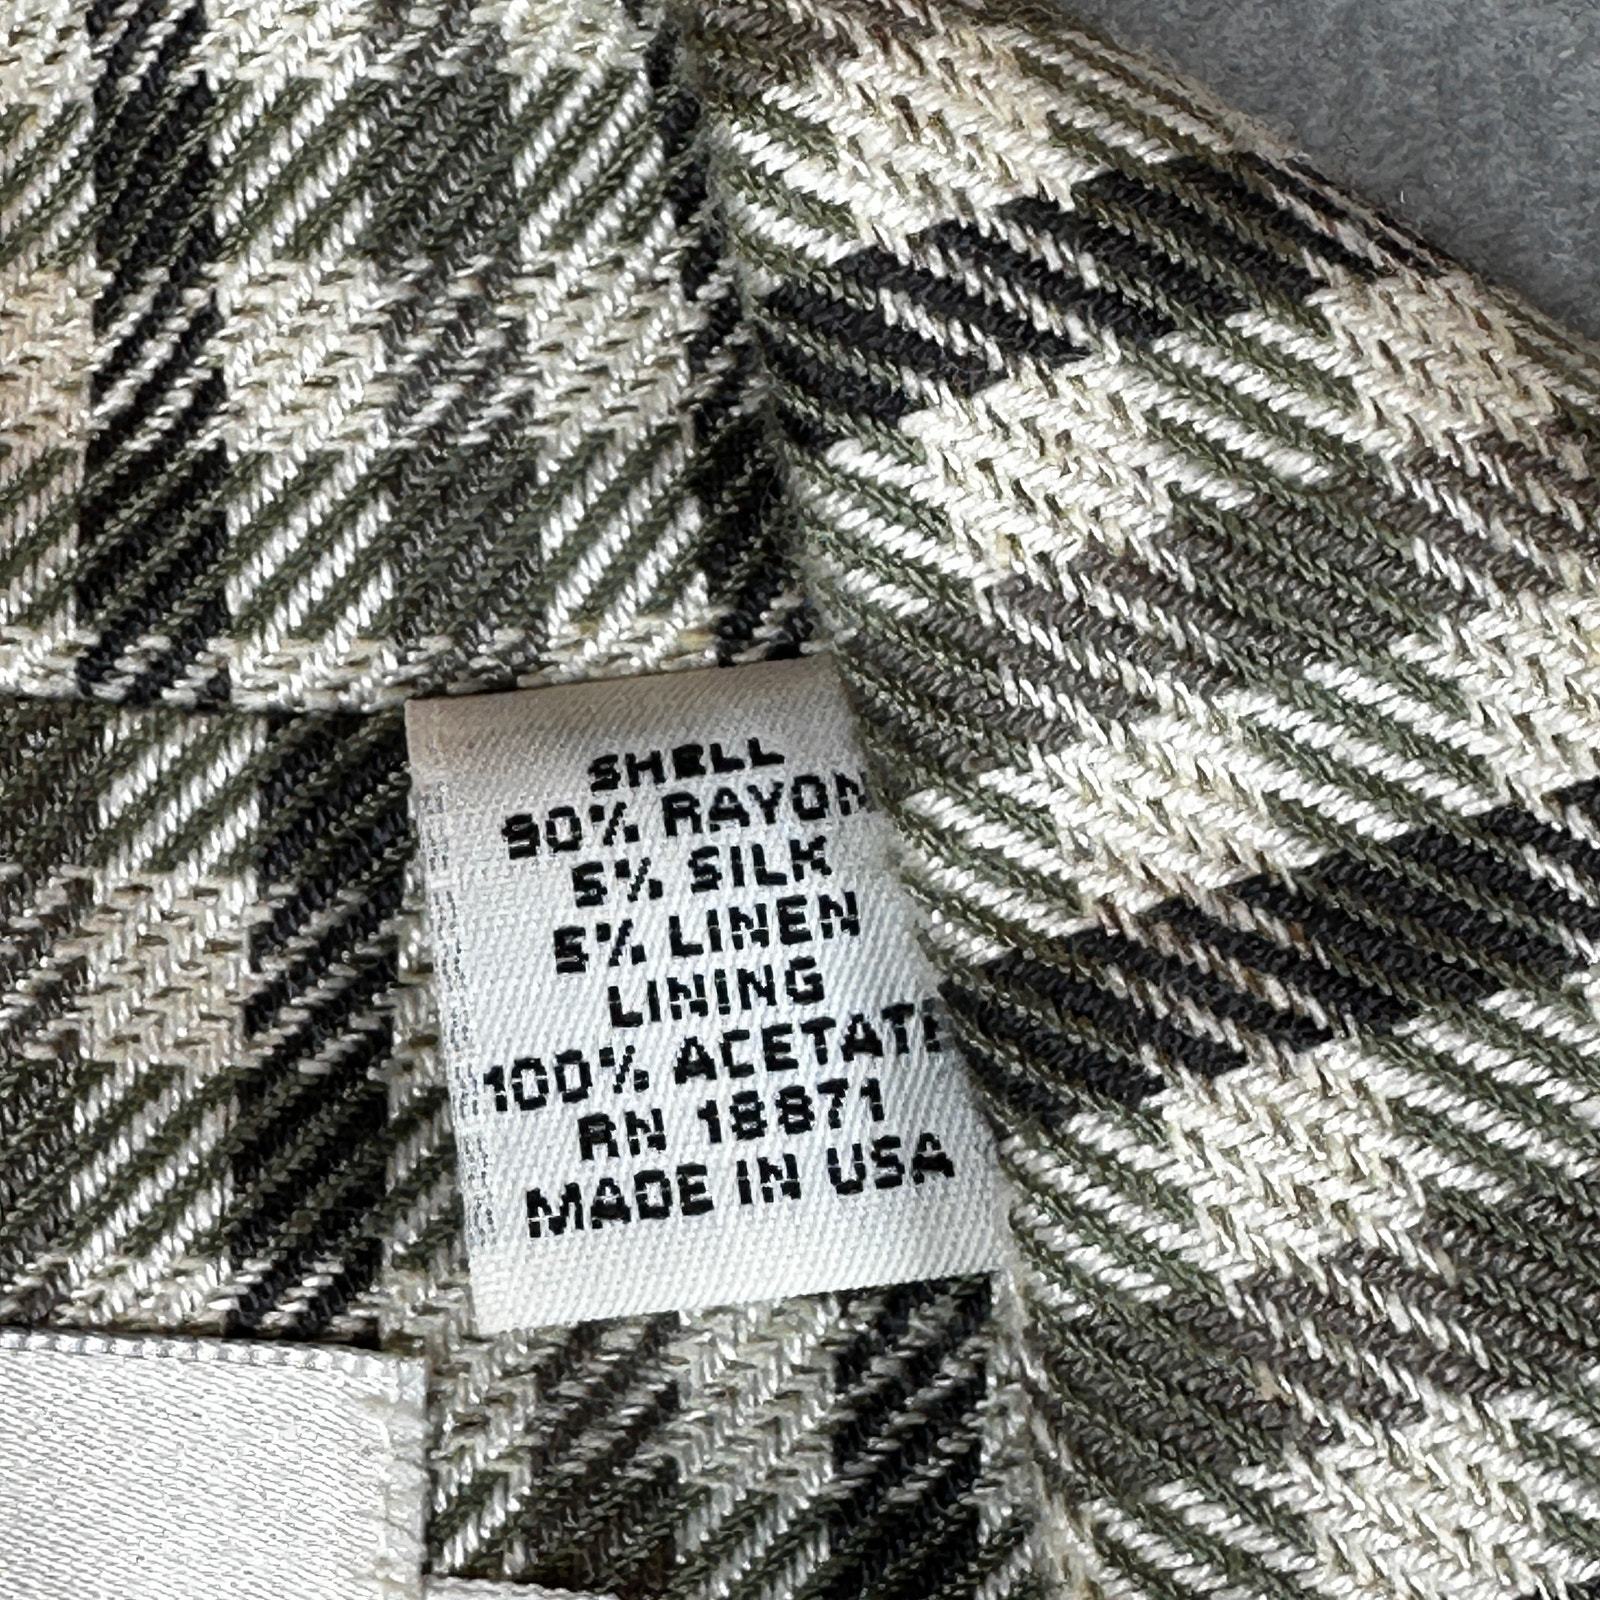 SHELL
90% RAYON
5% SILK
5% LINEN
LINING
100% ACETATE
RN 18871
MADE IN USA